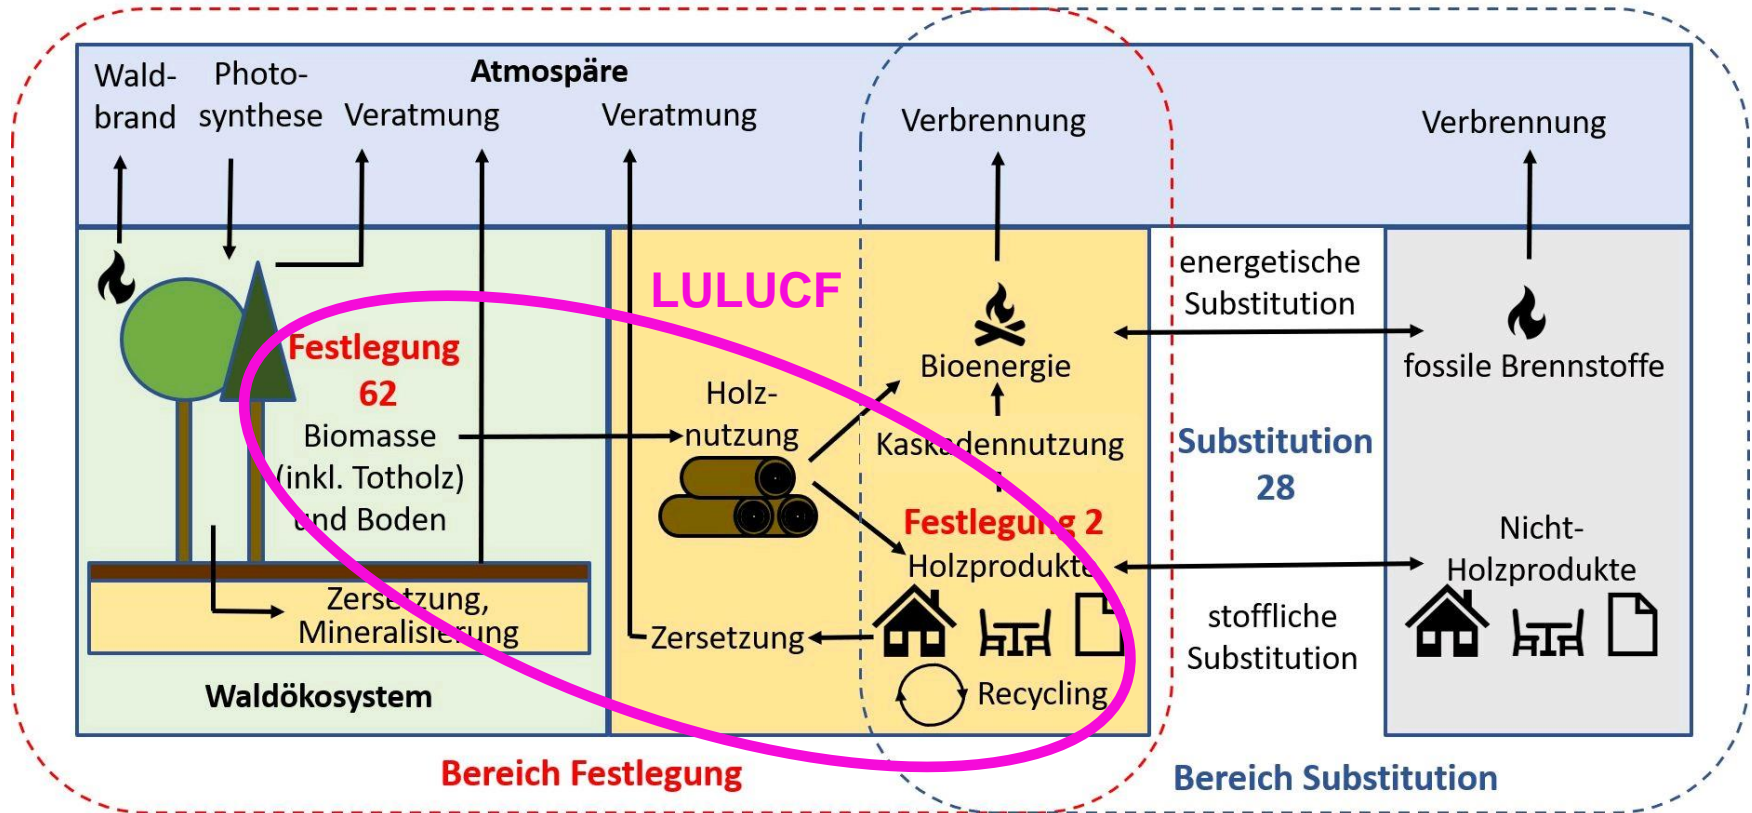 Atmospäre
Wald-
brand
Photo-
synthese
Veratmung
Veratmung
Verbrennung
Verbrennung
LULUCF
Festlegung
62
Biomasse
(inkl. Totholz)
und Boden
Zersetzung,
Mineralisierung
Waldökosystem
Holz-
nutzung
Bioenergie
Kaskadennutzung
Festlegung 2
Holzprodukte
Zersetzung
Recycling
energetische
Substitution
Substitution
28
stoffliche
Substitution
fossile Brennstoffe
Nicht-
Holzprodukte
Bereich Festlegung
Bereich Substitution